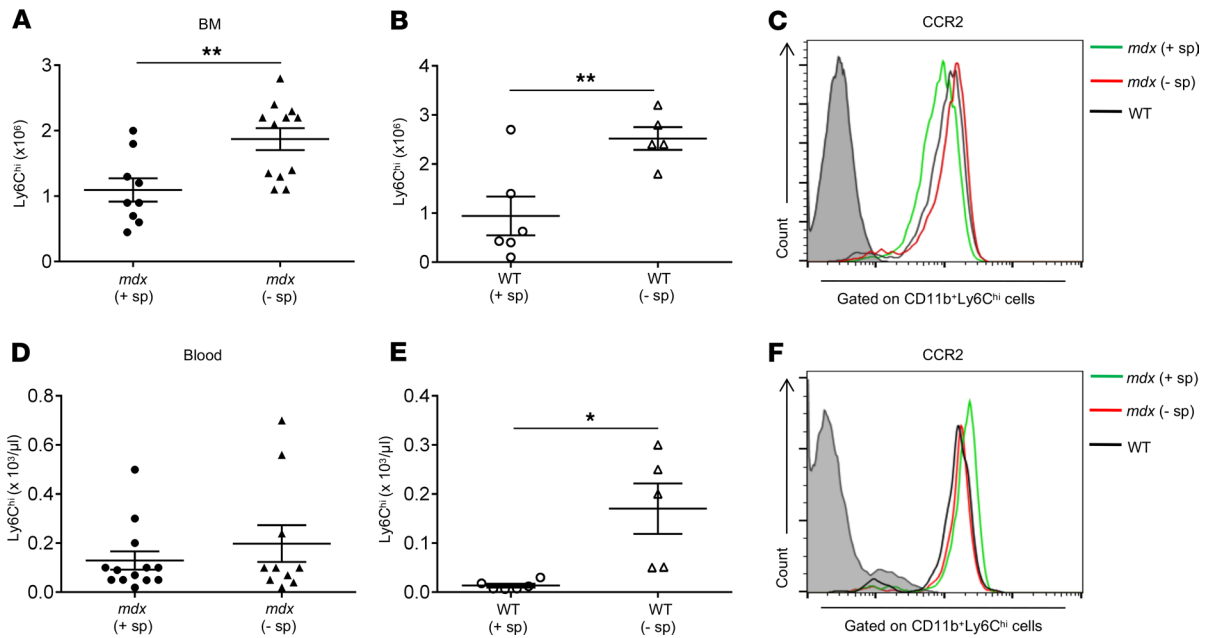 A
BM
**
Ly6Cʰⁱ (x10⁶)
3
2
1
0
mdx
(+ sp)
mdx
(- sp)
B
**
Ly6Cʰⁱ (x10⁶)
4
3
2
1
0
WT
(+ sp)
WT
(- sp)
C
CCR2
Count
Gated on CD11b⁺Ly6Cʰⁱ cells
mdx (+ sp)
mdx (- sp)
WT
D
Blood
Ly6Cʰⁱ (x 10³/µl)
0.8
0.6
0.4
0.2
0.0
mdx
(+ sp)
mdx
(- sp)
E
*
Ly6Cʰⁱ (x 10³/µl)
0.4
0.3
0.2
0.1
0.0
WT
(+ sp)
WT
(- sp)
F
CCR2
Count
Gated on CD11b⁺Ly6Cʰⁱ cells
mdx (+ sp)
mdx (- sp)
WT